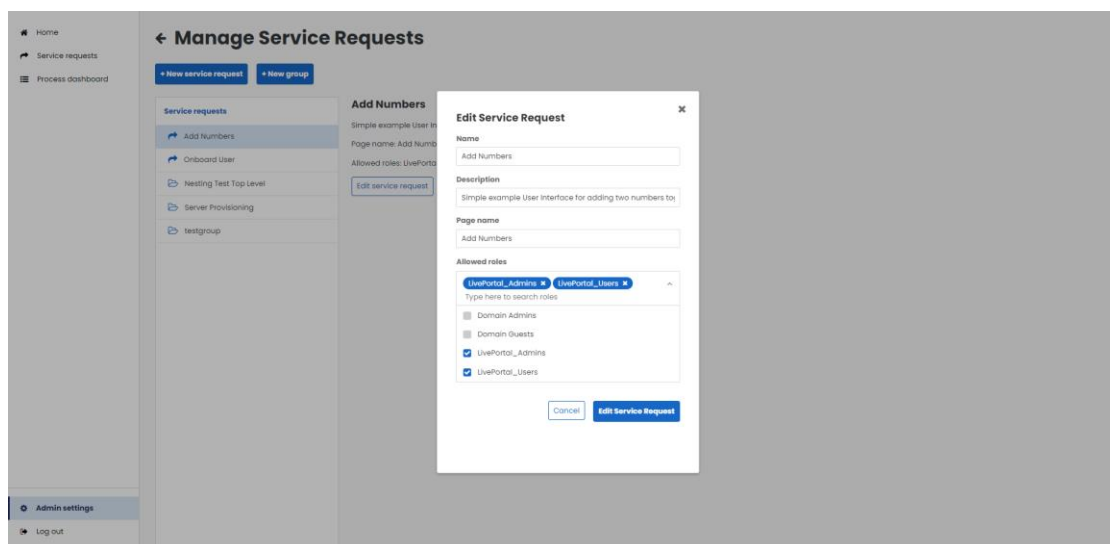 Home
Service requests
Process dashboard
Admin settings
Log out
← Manage Service Requests
+ New service request
+ New group
Service requests
Add Numbers
Onboard User
Nesting Test Top Level
Server Provisioning
testgroup
Add Numbers
Simple example User In
Page name: Add Numb
Allowed roles: LivePorta
Edit service request
Edit Service Request
Name
Add Numbers
Description
Simple example User Interface for adding two numbers to
Page name
Add Numbers
Allowed roles
LivePortal_Admins × LivePortal_Users ×
Type here to search roles
Domain Admins
Domain Guests
LivePortal_Admins
LivePortal_Users
Cancel
Edit Service Request